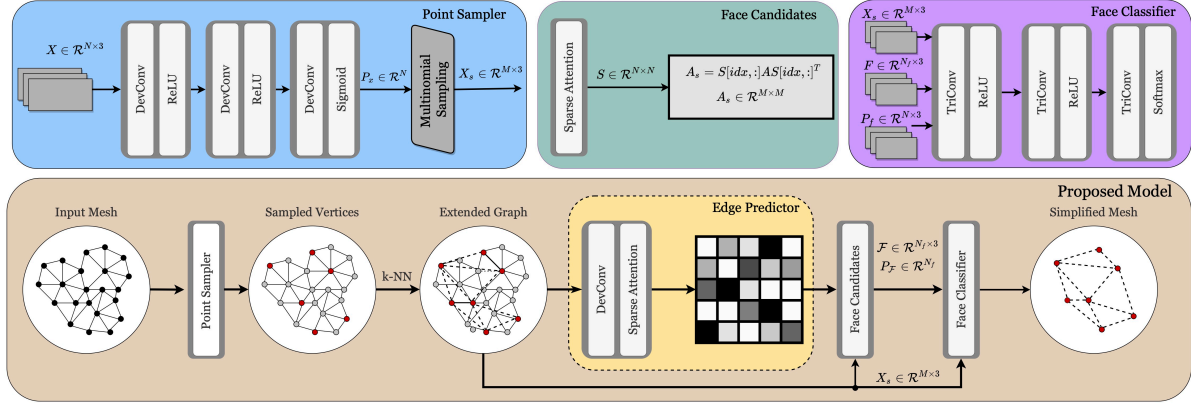 Point Sampler
X ∈ R^{N×3}
DevConv
ReLU
DevConv
ReLU
DevConv
Sigmoid
P_x ∈ R^N
Multinomial
Sampling
X_s ∈ R^{M×3}
Face Candidates
Sparse Attention
S ∈ R^{N×N}
A_s = S[idx,:]AS[idx,:]^T
A_s ∈ R^{M×M}
Face Classifier
X_s ∈ R^{M×3}
F ∈ R^{N_f×3}
P_f ∈ R^{N×3}
TriConv
ReLU
TriConv
ReLU
TriConv
Softmax
Proposed Model
Input Mesh
Point Sampler
Sampled Vertices
k-NN
Extended Graph
Edge Predictor
DevConv
Sparse Attention
Face Candidates
F ∈ R^{N_f×3}
P_F ∈ R^{N_f}
Face Classifier
Simplified Mesh
X_s ∈ R^{M×3}